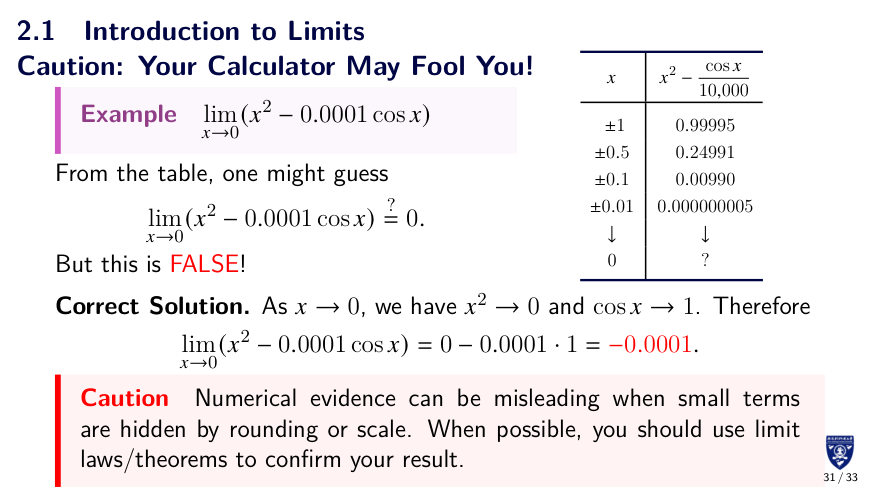 2.1 Introduction to Limits
Caution: Your Calculator May Fool You!
Example lim_{x→0}(x² − 0.0001 cos x)
From the table, one might guess
lim_{x→0}(x² − 0.0001 cos x) ≟ 0.
But this is FALSE!
x | x² − cos x / 10,000
±1 | 0.99995
±0.5 | 0.24991
±0.1 | 0.00990
±0.01 | 0.000000005
↓ | ↓
0 | ?
Correct Solution. As x → 0, we have x² → 0 and cos x → 1. Therefore
lim_{x→0}(x² − 0.0001 cos x) = 0 − 0.0001 · 1 = −0.0001.
Caution Numerical evidence can be misleading when small terms
are hidden by rounding or scale. When possible, you should use limit
laws/theorems to confirm your result.
31 / 33